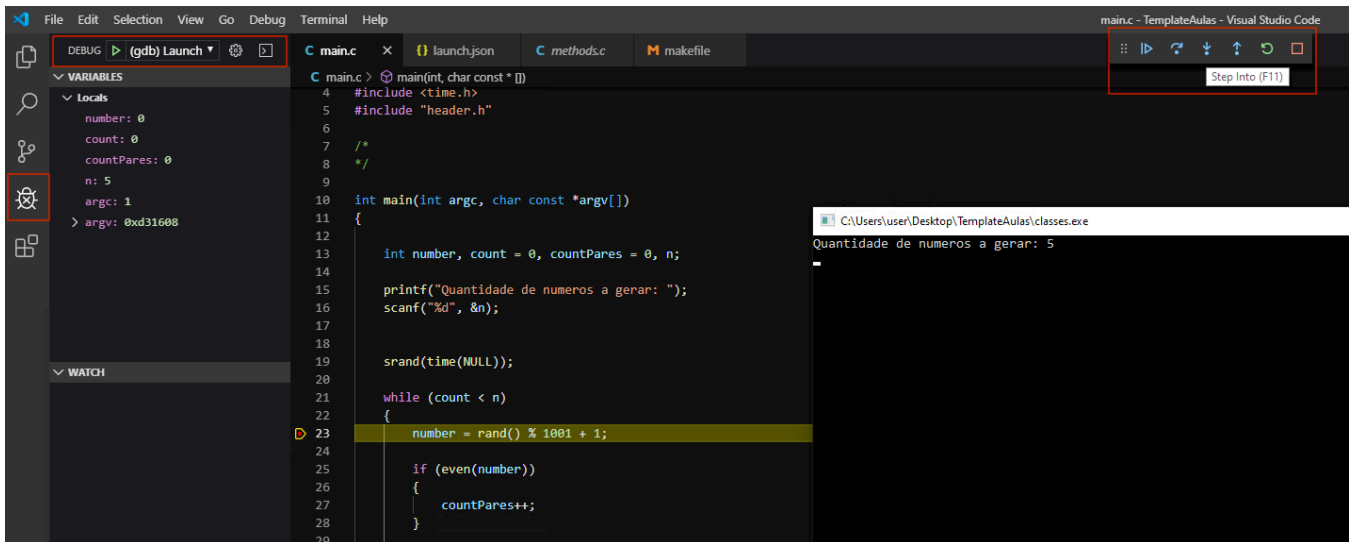 File Edit Selection View Go Debug Terminal Help
main.c - TemplateAulas - Visual Studio Code
DEBUG (gdb) Launch
VARIABLES
Locals
number: 0
count: 0
countPares: 0
n: 5
argc: 1
argv: 0xd31608
WATCH
C main.c × {} launch.json C methods.c M makefile
C main.c > main(int, char const * [])
4 #include <time.h>
5 #include "header.h"
6
7 /*
8 */
9
10 int main(int argc, char const *argv[])
11 {
12
13 int number, count = 0, countPares = 0, n;
14
15 printf("Quantidade de numeros a gerar: ");
16 scanf("%d", &n);
17
18
19 srand(time(NULL));
20
21 while (count < n)
22 {
23 number = rand() % 1001 + 1;
24
25 if (even(number))
26 {
27 countPares++;
28 }
29
Step Into (F11)
C:\Users\user\Desktop\TemplateAulas\classes.exe
Quantidade de numeros a gerar: 5